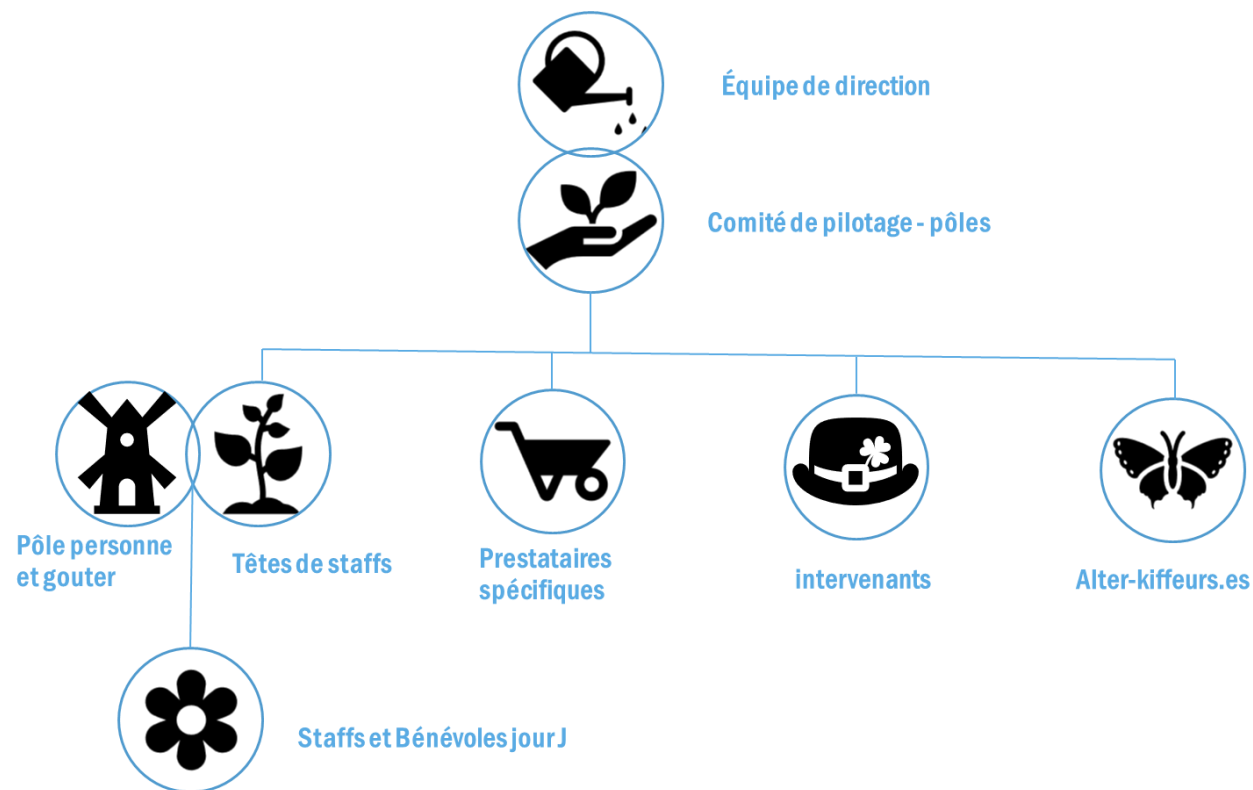 Équipe de direction
Comité de pilotage - pôles
Pôle personne
et gouter
Têtes de staffs
Prestataires
spécifiques
intervenants
Alter-kiffeurs.es
Staffs et Bénévoles jour J